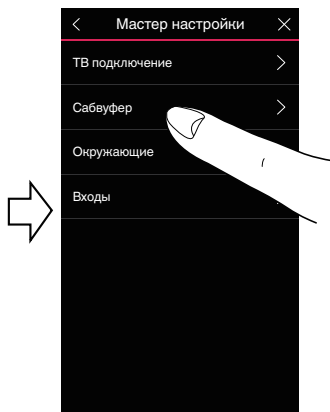 Мастер настройки
ТВ подключение
Сабвуфер
Окружающие
Входы